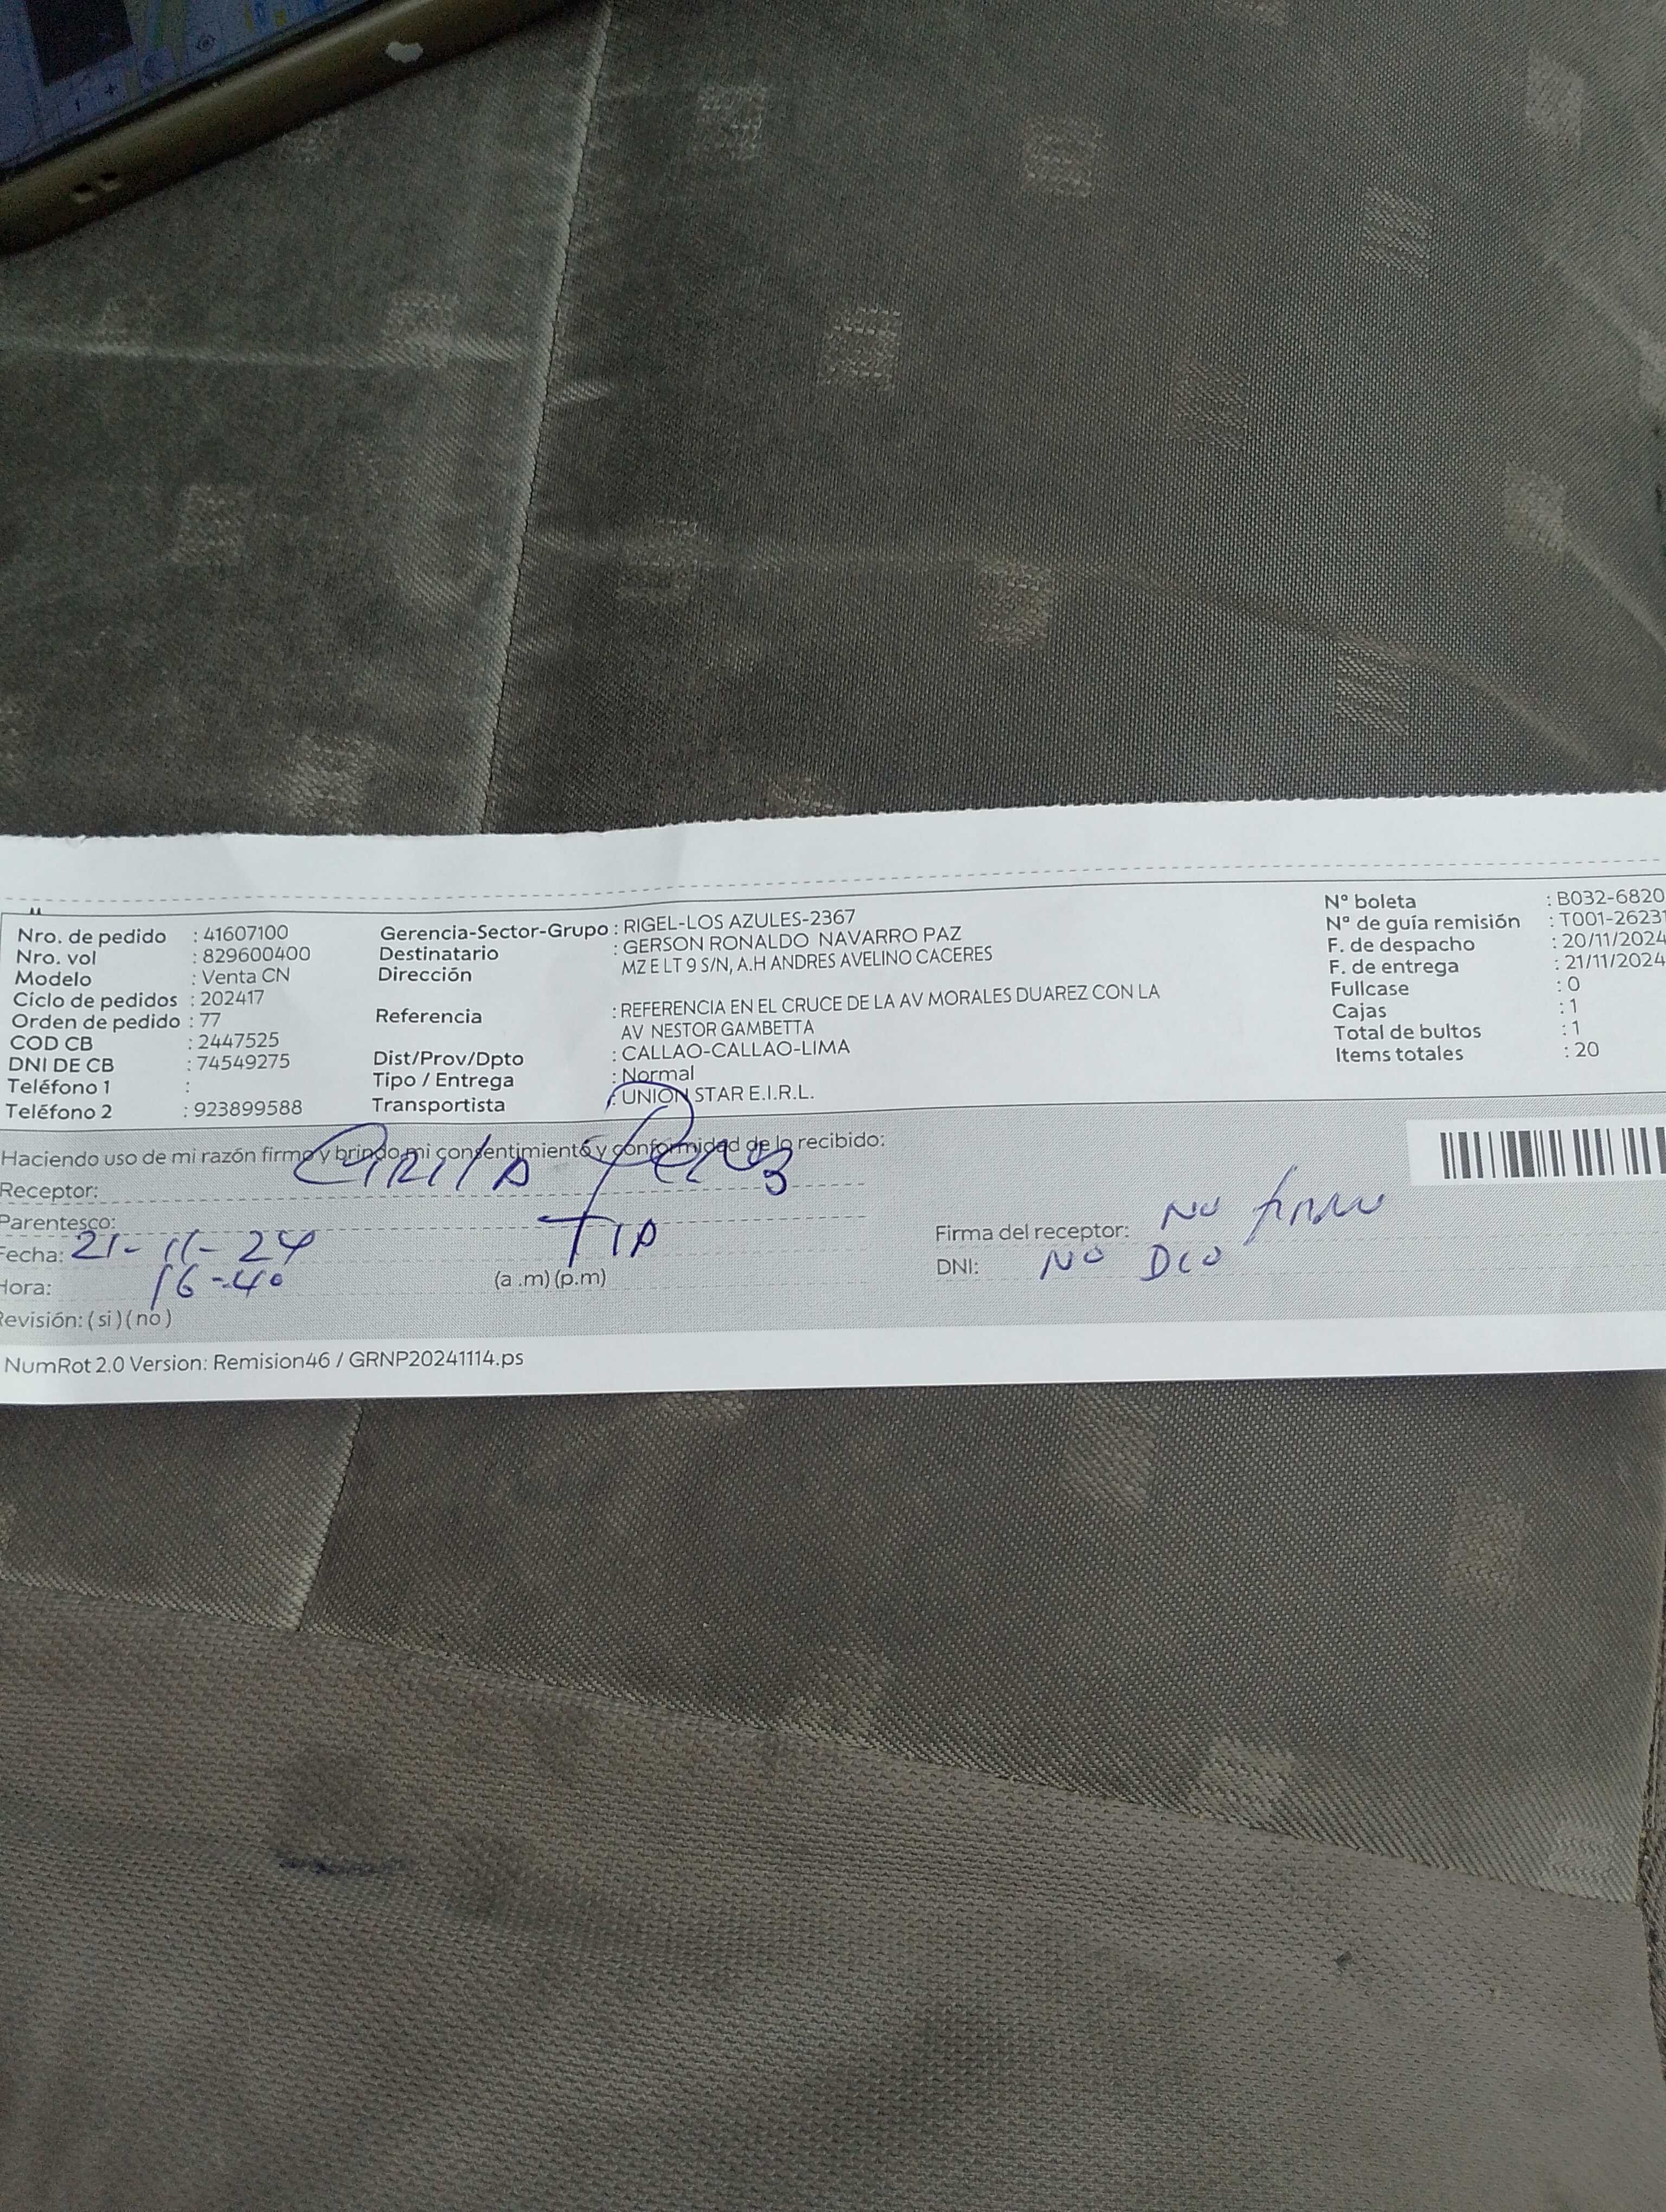 Nro. de pedido : 41607100
Nro. vol : 829600400
Modelo : Venta CN
Ciclo de pedidos : 202417
Orden de pedido : 77
COD CB : 2447525
DNI DE CB : 74549275
Teléfono 1 :
Teléfono 2 : 923899588
Gerencia-Sector-Grupo : RIGEL-LOS AZULES-2367
Destinatario : GERSON RONALDO NAVARRO PAZ
Dirección MZ E LT 9 S/N, A.H ANDRES AVELINO CACERES
Referencia : REFERENCIA EN EL CRUCE DE LA AV MORALES DUAREZ CON LA
AV NESTOR GAMBETTA
Dist/Prov/Dpto : CALLAO-CALLAO-LIMA
Tipo / Entrega : Normal
Transportista : UNION STAR E.I.R.L.
N° boleta : B032-6820
N° de guía remisión : T001-2623
F. de despacho : 20/11/2024
F. de entrega : 21/11/2024
Fullcase : 0
Cajas : 1
Total de bultos : 1
Items totales : 20
Haciendo uso de mi razón firmo y brindo mi consentimiento y conformidad de lo recibido:
Receptor:
Parentesco: TIA
Fecha: 21-11-24
Hora: 16-40 (a .m) (p.m)
Revisión: ( si ) ( no )
Firma del receptor: NO firmo
DNI: NO DIO
NumRot 2.0 Version: Remision46 / GRNP20241114.ps